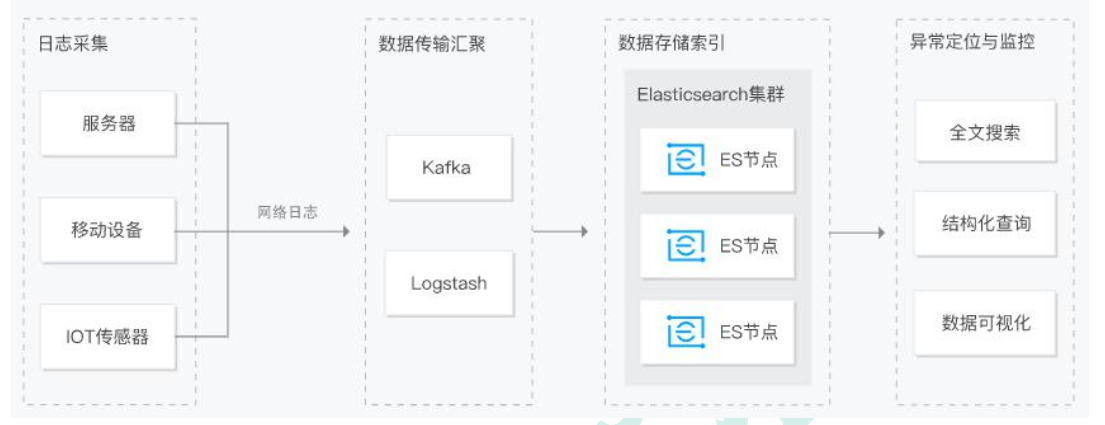 日志采集
服务器
移动设备
IOT传感器
网络日志
数据传输汇聚
Kafka
Logstash
数据存储索引
Elasticsearch集群
ES节点
ES节点
ES节点
异常定位与监控
全文搜索
结构化查询
数据可视化